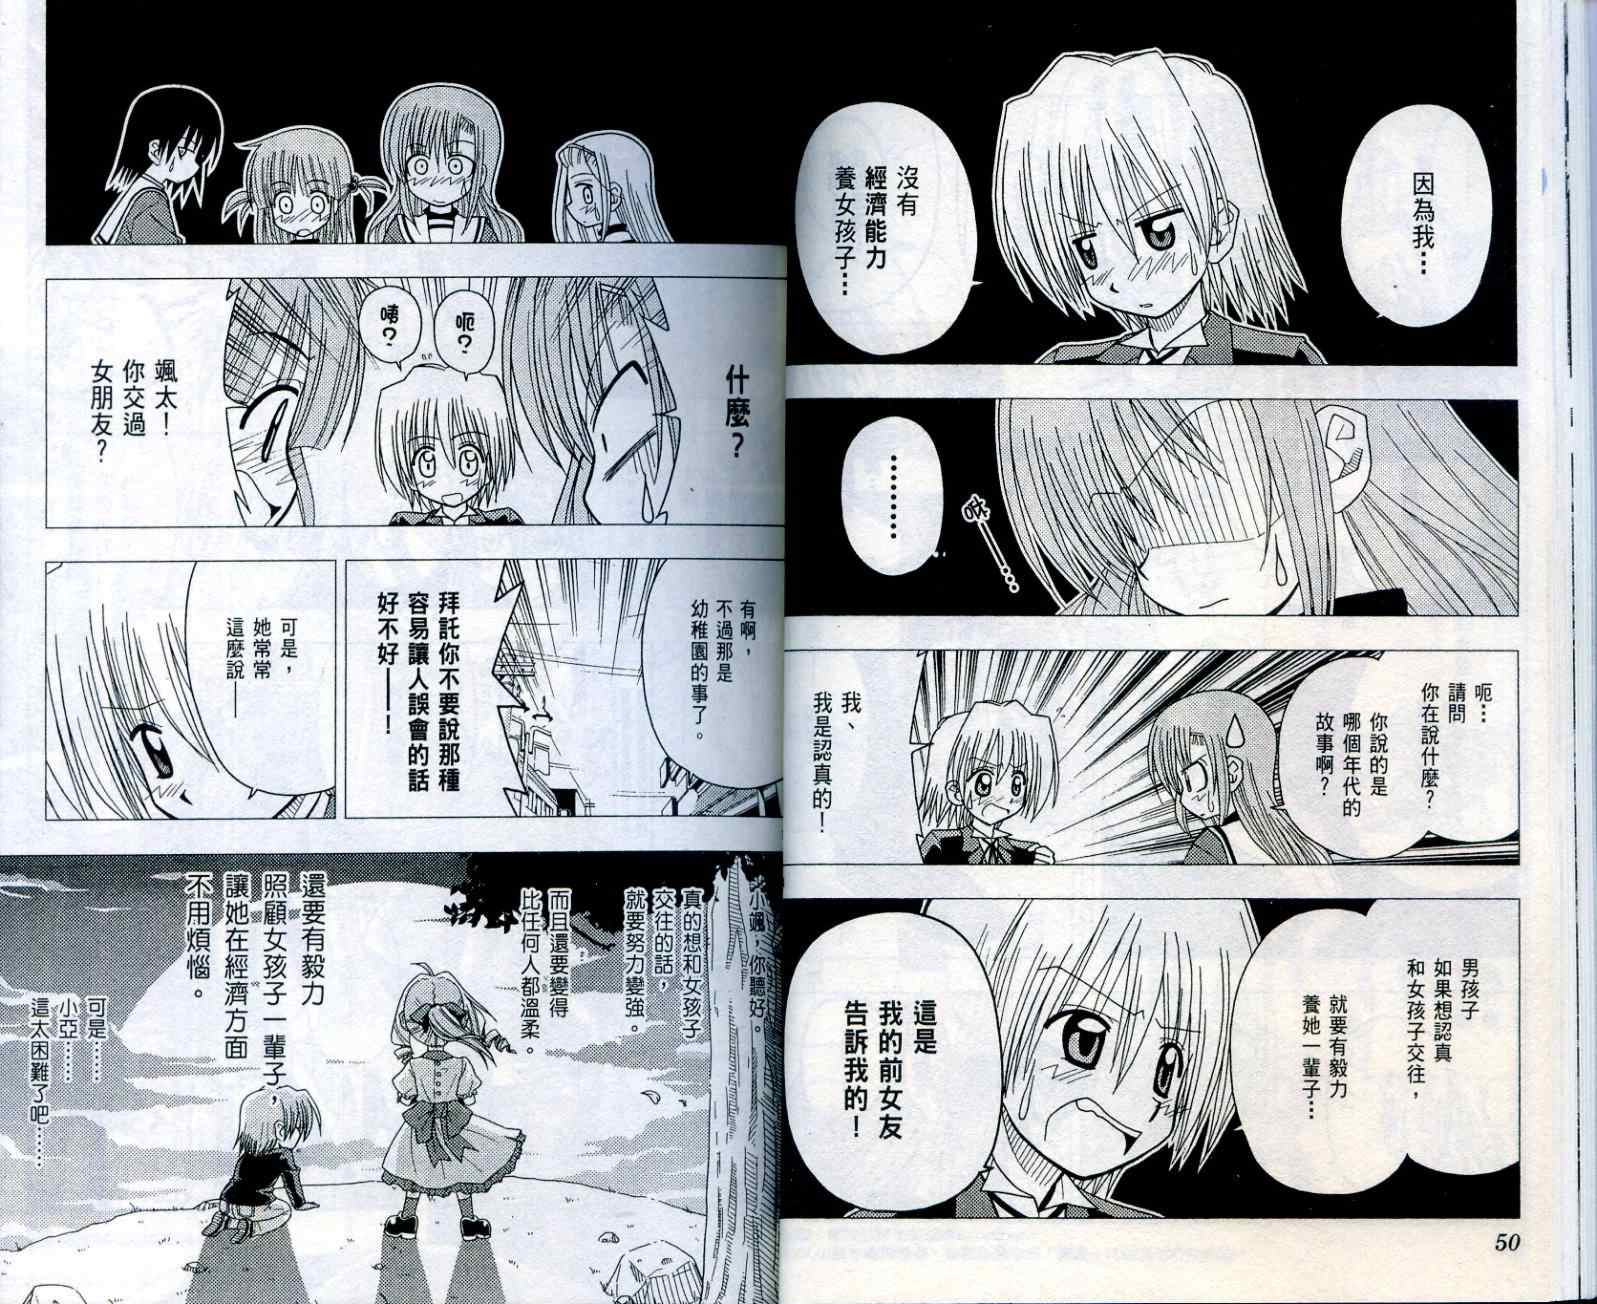 因為我…
沒有
經濟能力
養女孩子…
………
唉……
呃…
請問
你在說什麼?
你說的是
哪個年代的
故事啊?
我、
我是認真的!
男孩子
如果想認真
和女孩子交往,
就要有毅力
養她一輩子…
這是
我的前女友
告訴我的!
50
什麼?
呃?
咦?
颯太!
你交過
女朋友?
有啊,
不過那是
幼稚園的事了。
拜託你不要說那種
容易讓人誤會的話
好不好——!
可是,
她常常
這麼說—
小颯,你聽好。
真的想和女孩子
交往的話,
就要努力變強。
而且還要變得
比任何人都溫柔。
還要有毅力
照顧女孩子一輩子,
讓她在經濟方面
不用煩惱。
可是……
小亞……
這太困難了吧……